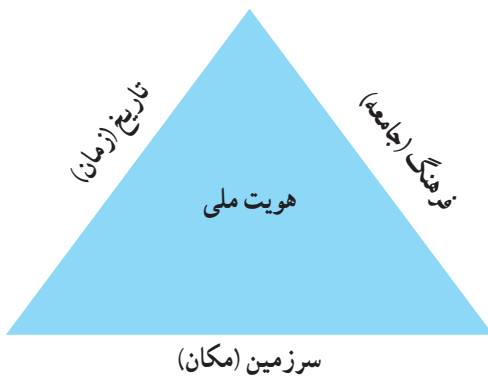 فرهنگ (جامعه)
تاریخ (زمان)
هویت ملی
سرزمین (مکان)